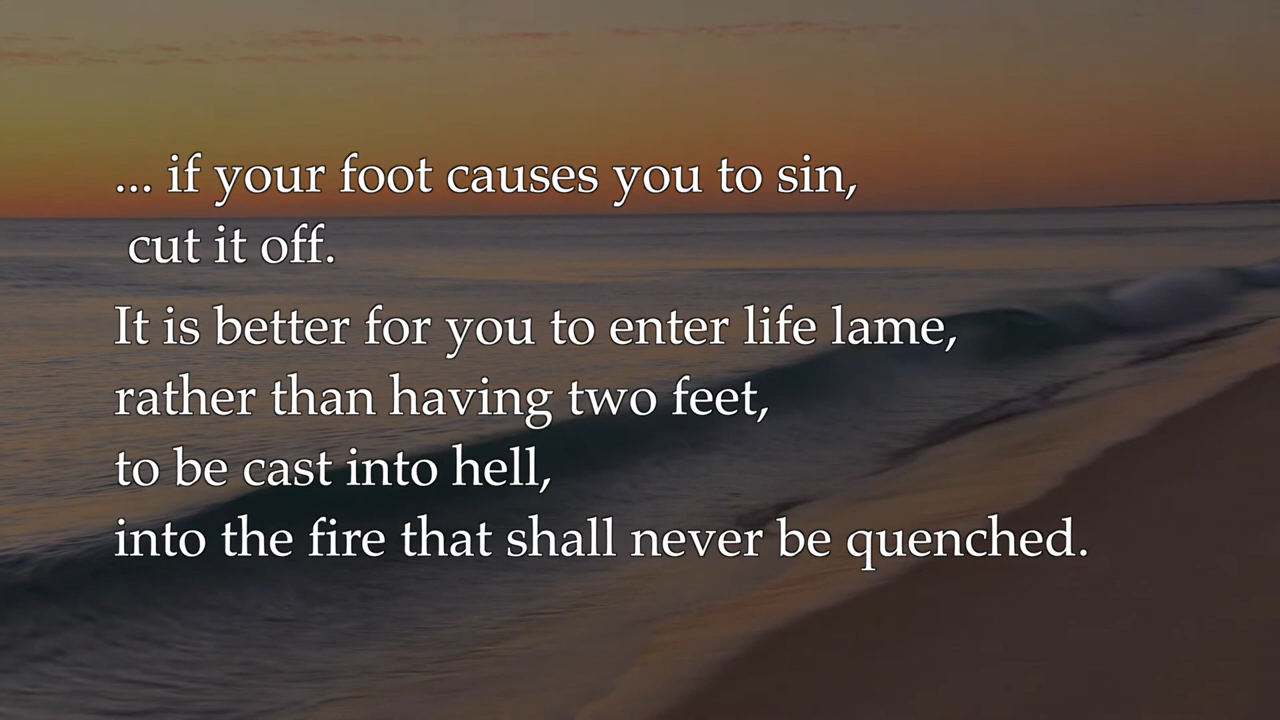 ... if your foot causes you to sin,
cut it off.
It is better for you to enter life lame,
rather than having two feet,
to be cast into hell,
into the fire that shall never be quenched.